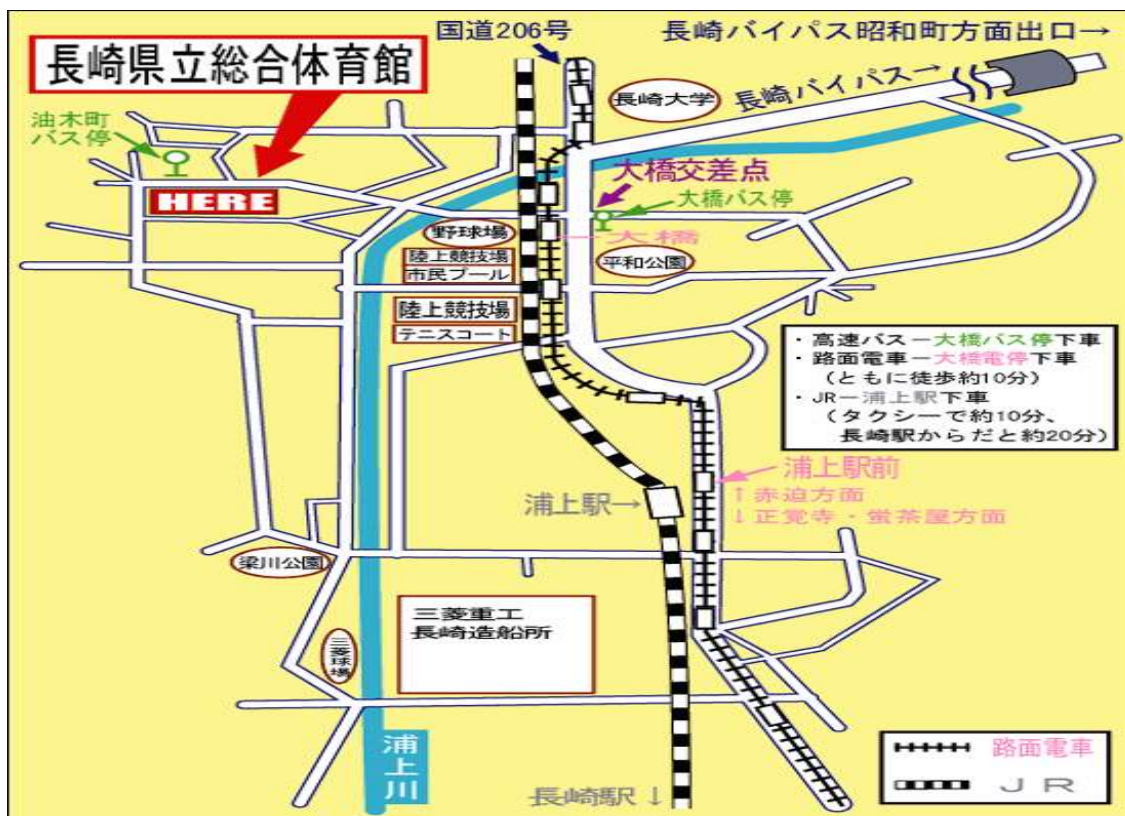 国道206号
長崎バイパス昭和町方面出口→
長崎県立総合体育館
長崎大学
長崎バイパス→
油木町
バス停
大橋交差点
大橋バス停
HERE
野球場
大橋
陸上競技場
市民プール
平和公園
陸上競技場
テニスコート
・高速バス－大橋バス停下車
・路面電車－大橋電停下車
(ともに徒歩約10分)
・JR－浦上駅下車
(タクシーで約10分、
長崎駅からだと約20分)
浦上駅前
浦上駅→
↑赤迫方面
↓正覚寺・蛍茶屋方面
梁川公園
三菱重工
長崎造船所
三菱球場
浦上川
路面電車
JR
長崎駅↓